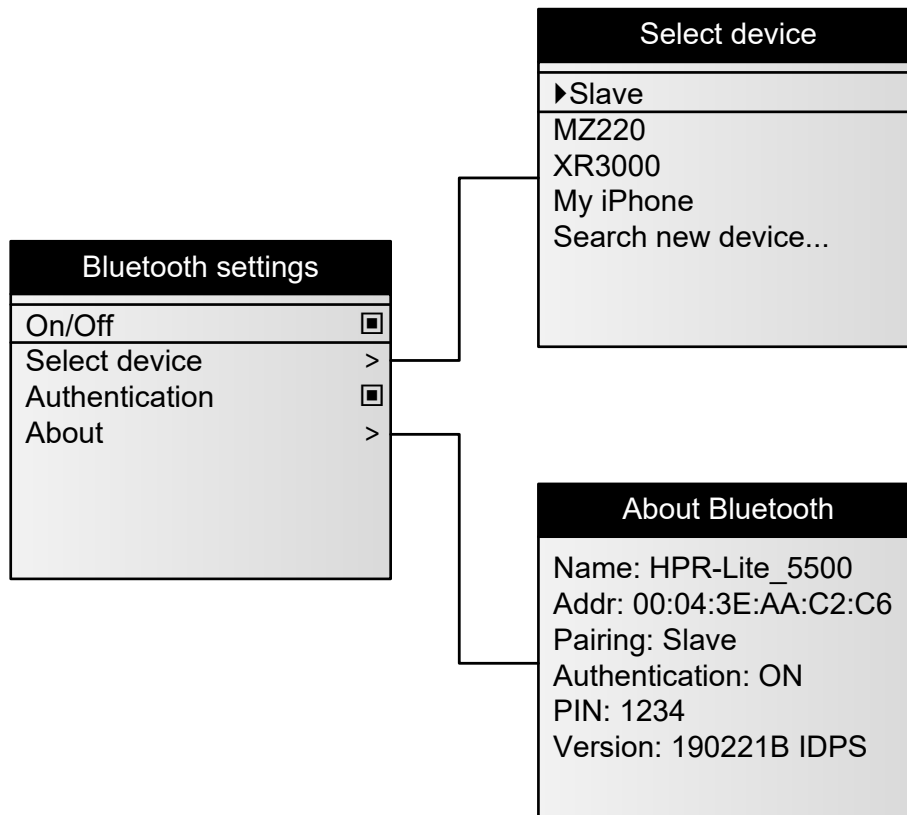 Select device
Slave
MZ220
XR3000
My iPhone
Search new device...
Bluetooth settings
On/Off
Select device >
Authentication
About >
About Bluetooth
Name: HPR-Lite_5500
Addr: 00:04:3E:AA:C2:C6
Pairing: Slave
Authentication: ON
PIN: 1234
Version: 190221B IDPS